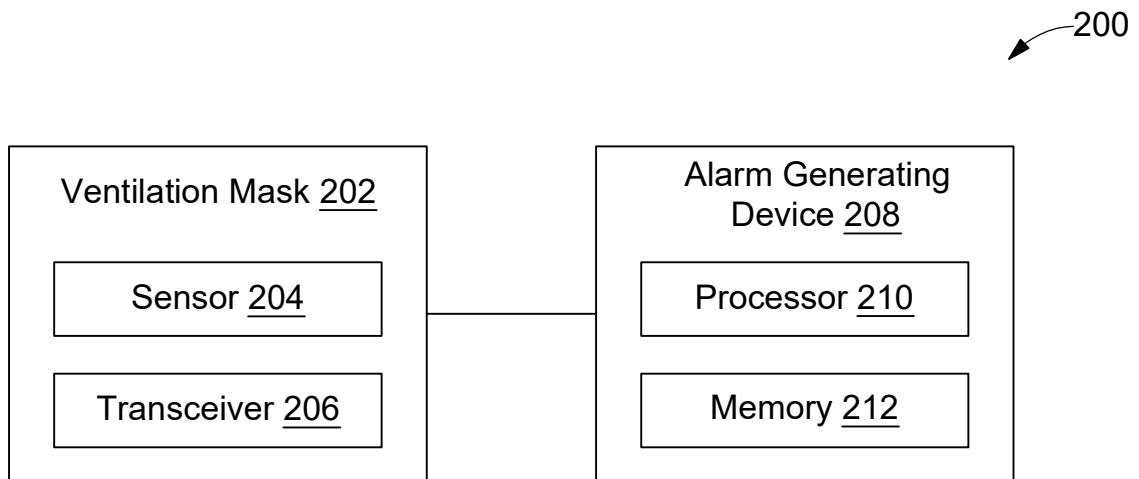 200
Ventilation Mask 202
Sensor 204
Transceiver 206
Alarm Generating
Device 208
Processor 210
Memory 212